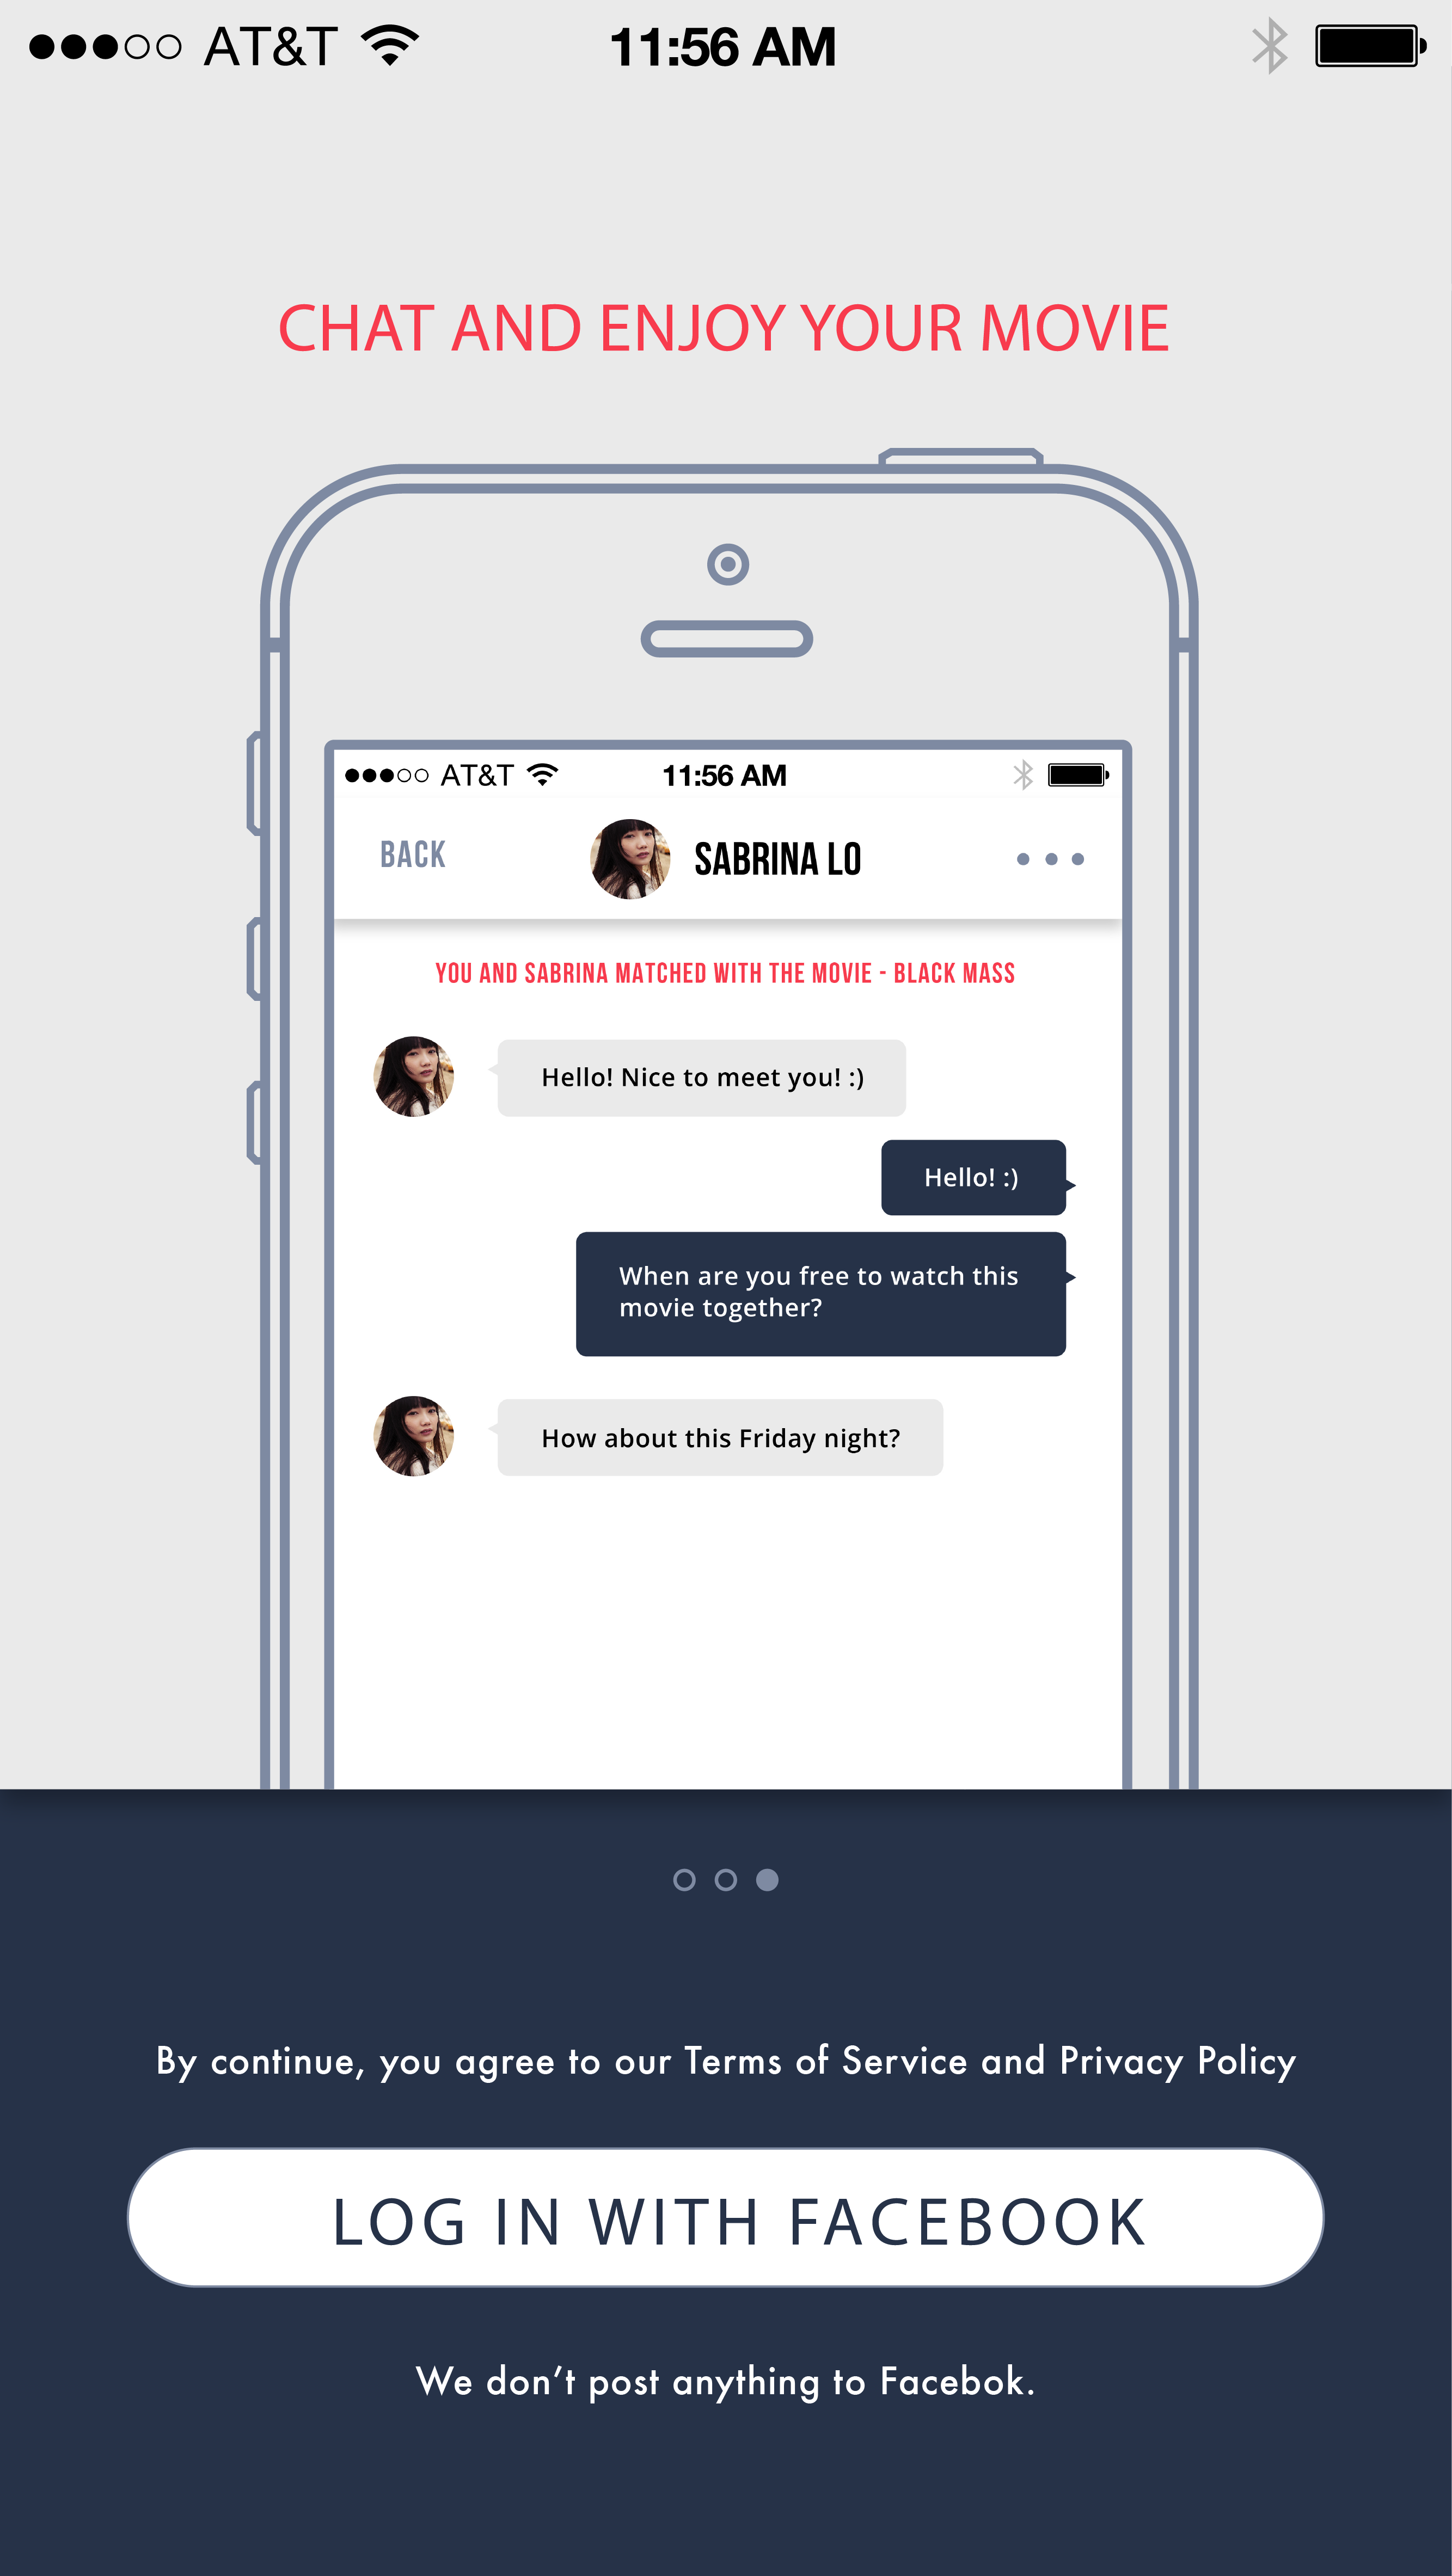 AT&T 11:56 AM
CHAT AND ENJOY YOUR MOVIE
AT&T 11:56 AM
BACK SABRINA LO
YOU AND SABRINA MATCHED WITH THE MOVIE - BLACK MASS
Hello! Nice to meet you! :)
Hello! :)
When are you free to watch this
movie together?
How about this Friday night?
By continue, you agree to our Terms of Service and Privacy Policy
LOG IN WITH FACEBOOK
We don’t post anything to Facebok.